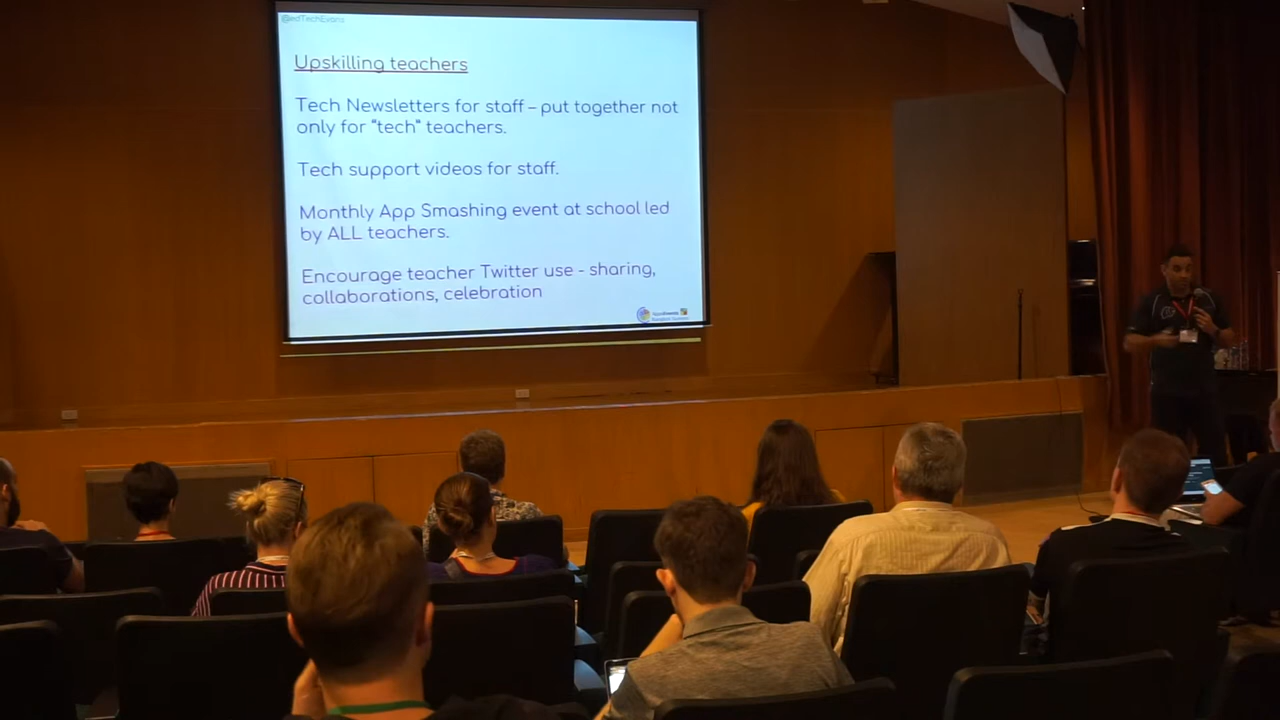 @edTechEvans
Upskilling teachers
Tech Newsletters for staff – put together not
only for “tech” teachers.
Tech support videos for staff.
Monthly App Smashing event at school led
by ALL teachers.
Encourage teacher Twitter use - sharing,
collaborations, celebration